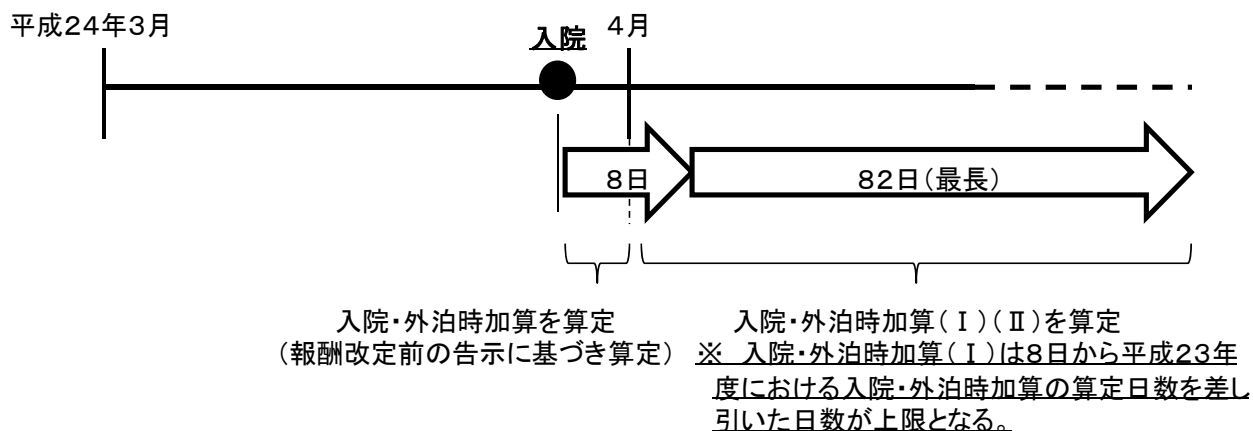 平成24年3月
入院
4月
8日
82日(最長)
入院・外泊時加算を算定
(報酬改定前の告示に基づき算定)
入院・外泊時加算(Ⅰ)(Ⅱ)を算定
※ 入院・外泊時加算(Ⅰ)は8日から平成23年
度における入院・外泊時加算の算定日数を差し
引いた日数が上限となる。